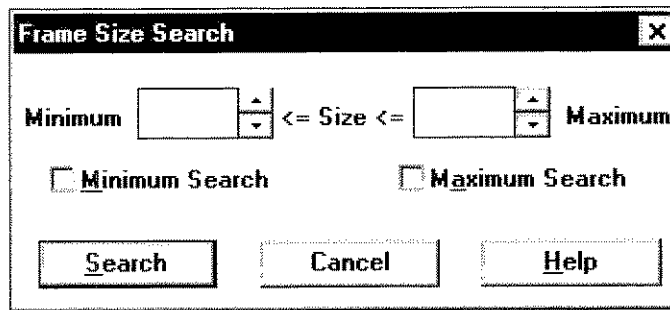 Frame Size Search
Minimum <= Size <= Maximum
Minimum Search Maximum Search
Search Cancel Help